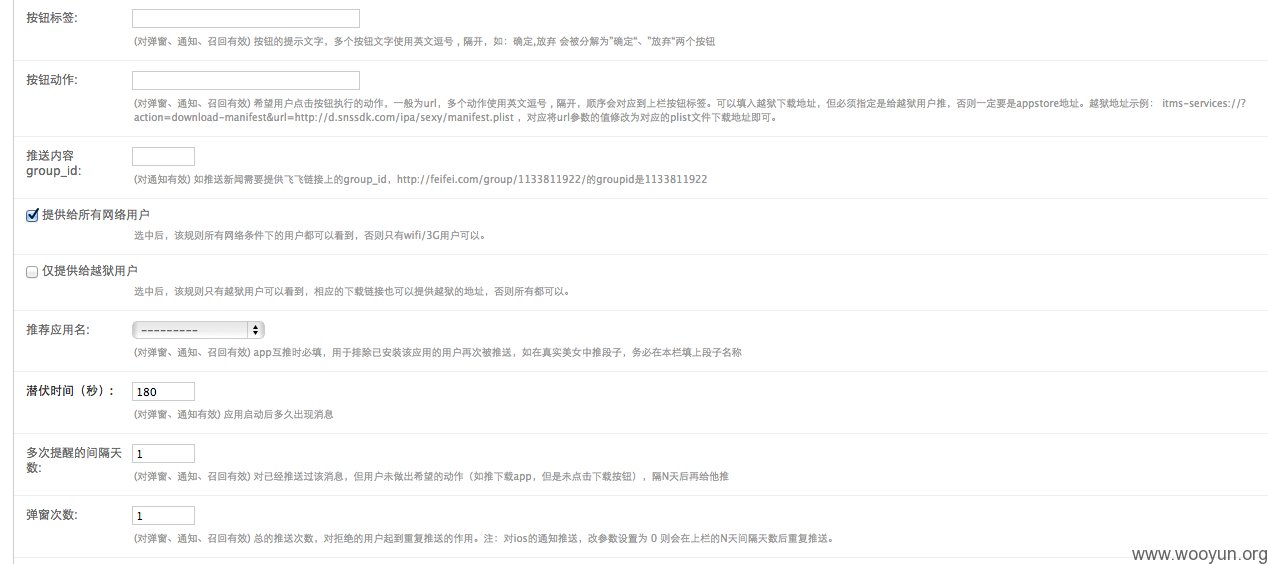 按钮标签:
(对弹窗、通知、召回有效) 按钮的提示文字，多个按钮文字使用英文逗号 , 隔开，如：确定,放弃 会被分解为"确定"、"放弃"两个按钮
按钮动作:
(对弹窗、通知、召回有效) 希望用户点击按钮执行的动作，一般为url，多个动作使用英文逗号 , 隔开，顺序会对应到上栏按钮标签。可以填入越狱下载地址，但必须指定是给越狱用户推，否则一定要是appstore地址。越狱地址示例： itms-services://?
action=download-manifest&url=http://d.snssdk.com/ipa/sexy/manifest.plist ，对应将url参数的值修改为对应的plist文件下载地址即可。
推送内容
group_id:
(对通知有效) 如推送新闻需要提供飞飞链接上的group_id，http://feifei.com/group/1133811922/的groupid是1133811922
提供给所有网络用户
选中后，该规则所有网络条件下的用户都可以看到，否则只有wifi/3G用户可以。
仅提供给越狱用户
选中后，该规则只有越狱用户可以看到，相应的下载链接也可以提供越狱的地址，否则所有都可以。
推荐应用名:
---------
(对弹窗、通知、召回有效) app互推时必填，用于排除已安装该应用的用户再次被推送，如在真实美女中推段子，务必在本栏填上段子名称
潜伏时间（秒）:
180
(对弹窗、通知有效) 应用启动后多久出现消息
多次提醒的间隔天
数:
1
(对弹窗、通知、召回有效) 对已经推送过该消息，但用户未做出希望的动作（如推下载app，但是未点击下载按钮），隔N天后再给他推
弹窗次数:
1
(对弹窗、通知、召回有效) 总的推送次数，对拒绝的用户起到重复推送的作用。注：对ios的通知推送，改参数设置为 0 则会在上栏的N天间隔天数后重复推送。
www.wooyun.org